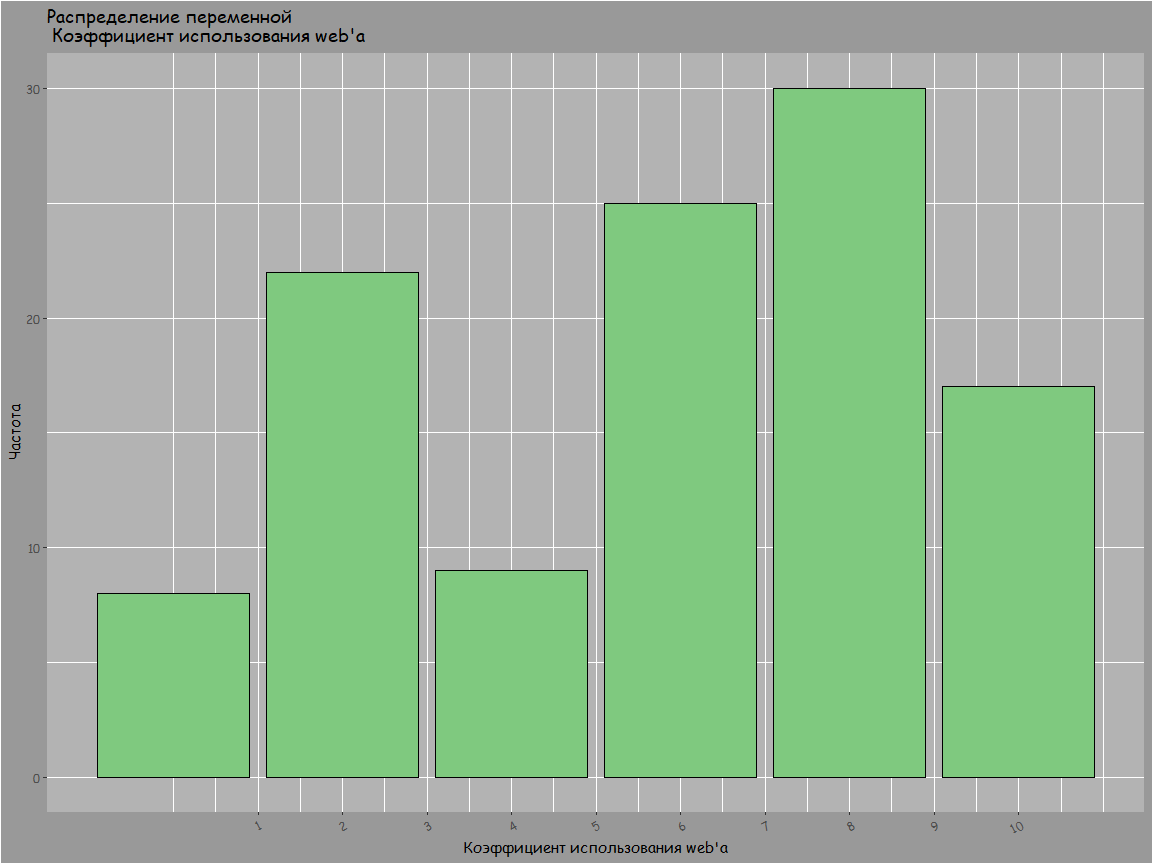 Распределение переменной
Коэффициент использования web'а
Частота
30
20
10
0
1 2 3 4 5 6 7 8 9 10
Коэффициент использования web'а